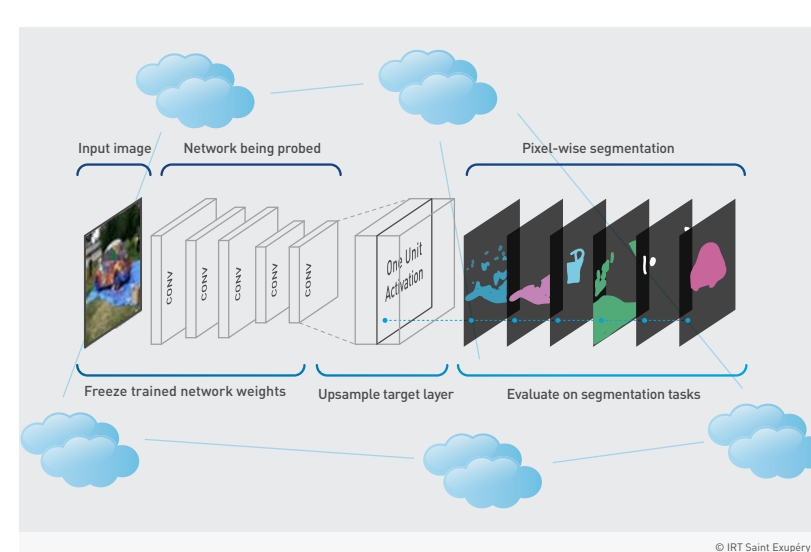 Input image
Network being probed
Pixel-wise segmentation
CONV
CONV
CONV
CONV
CONV
One Unit
Activation
Freeze trained network weights
Upsample target layer
Evaluate on segmentation tasks
© IRT Saint Exupéry